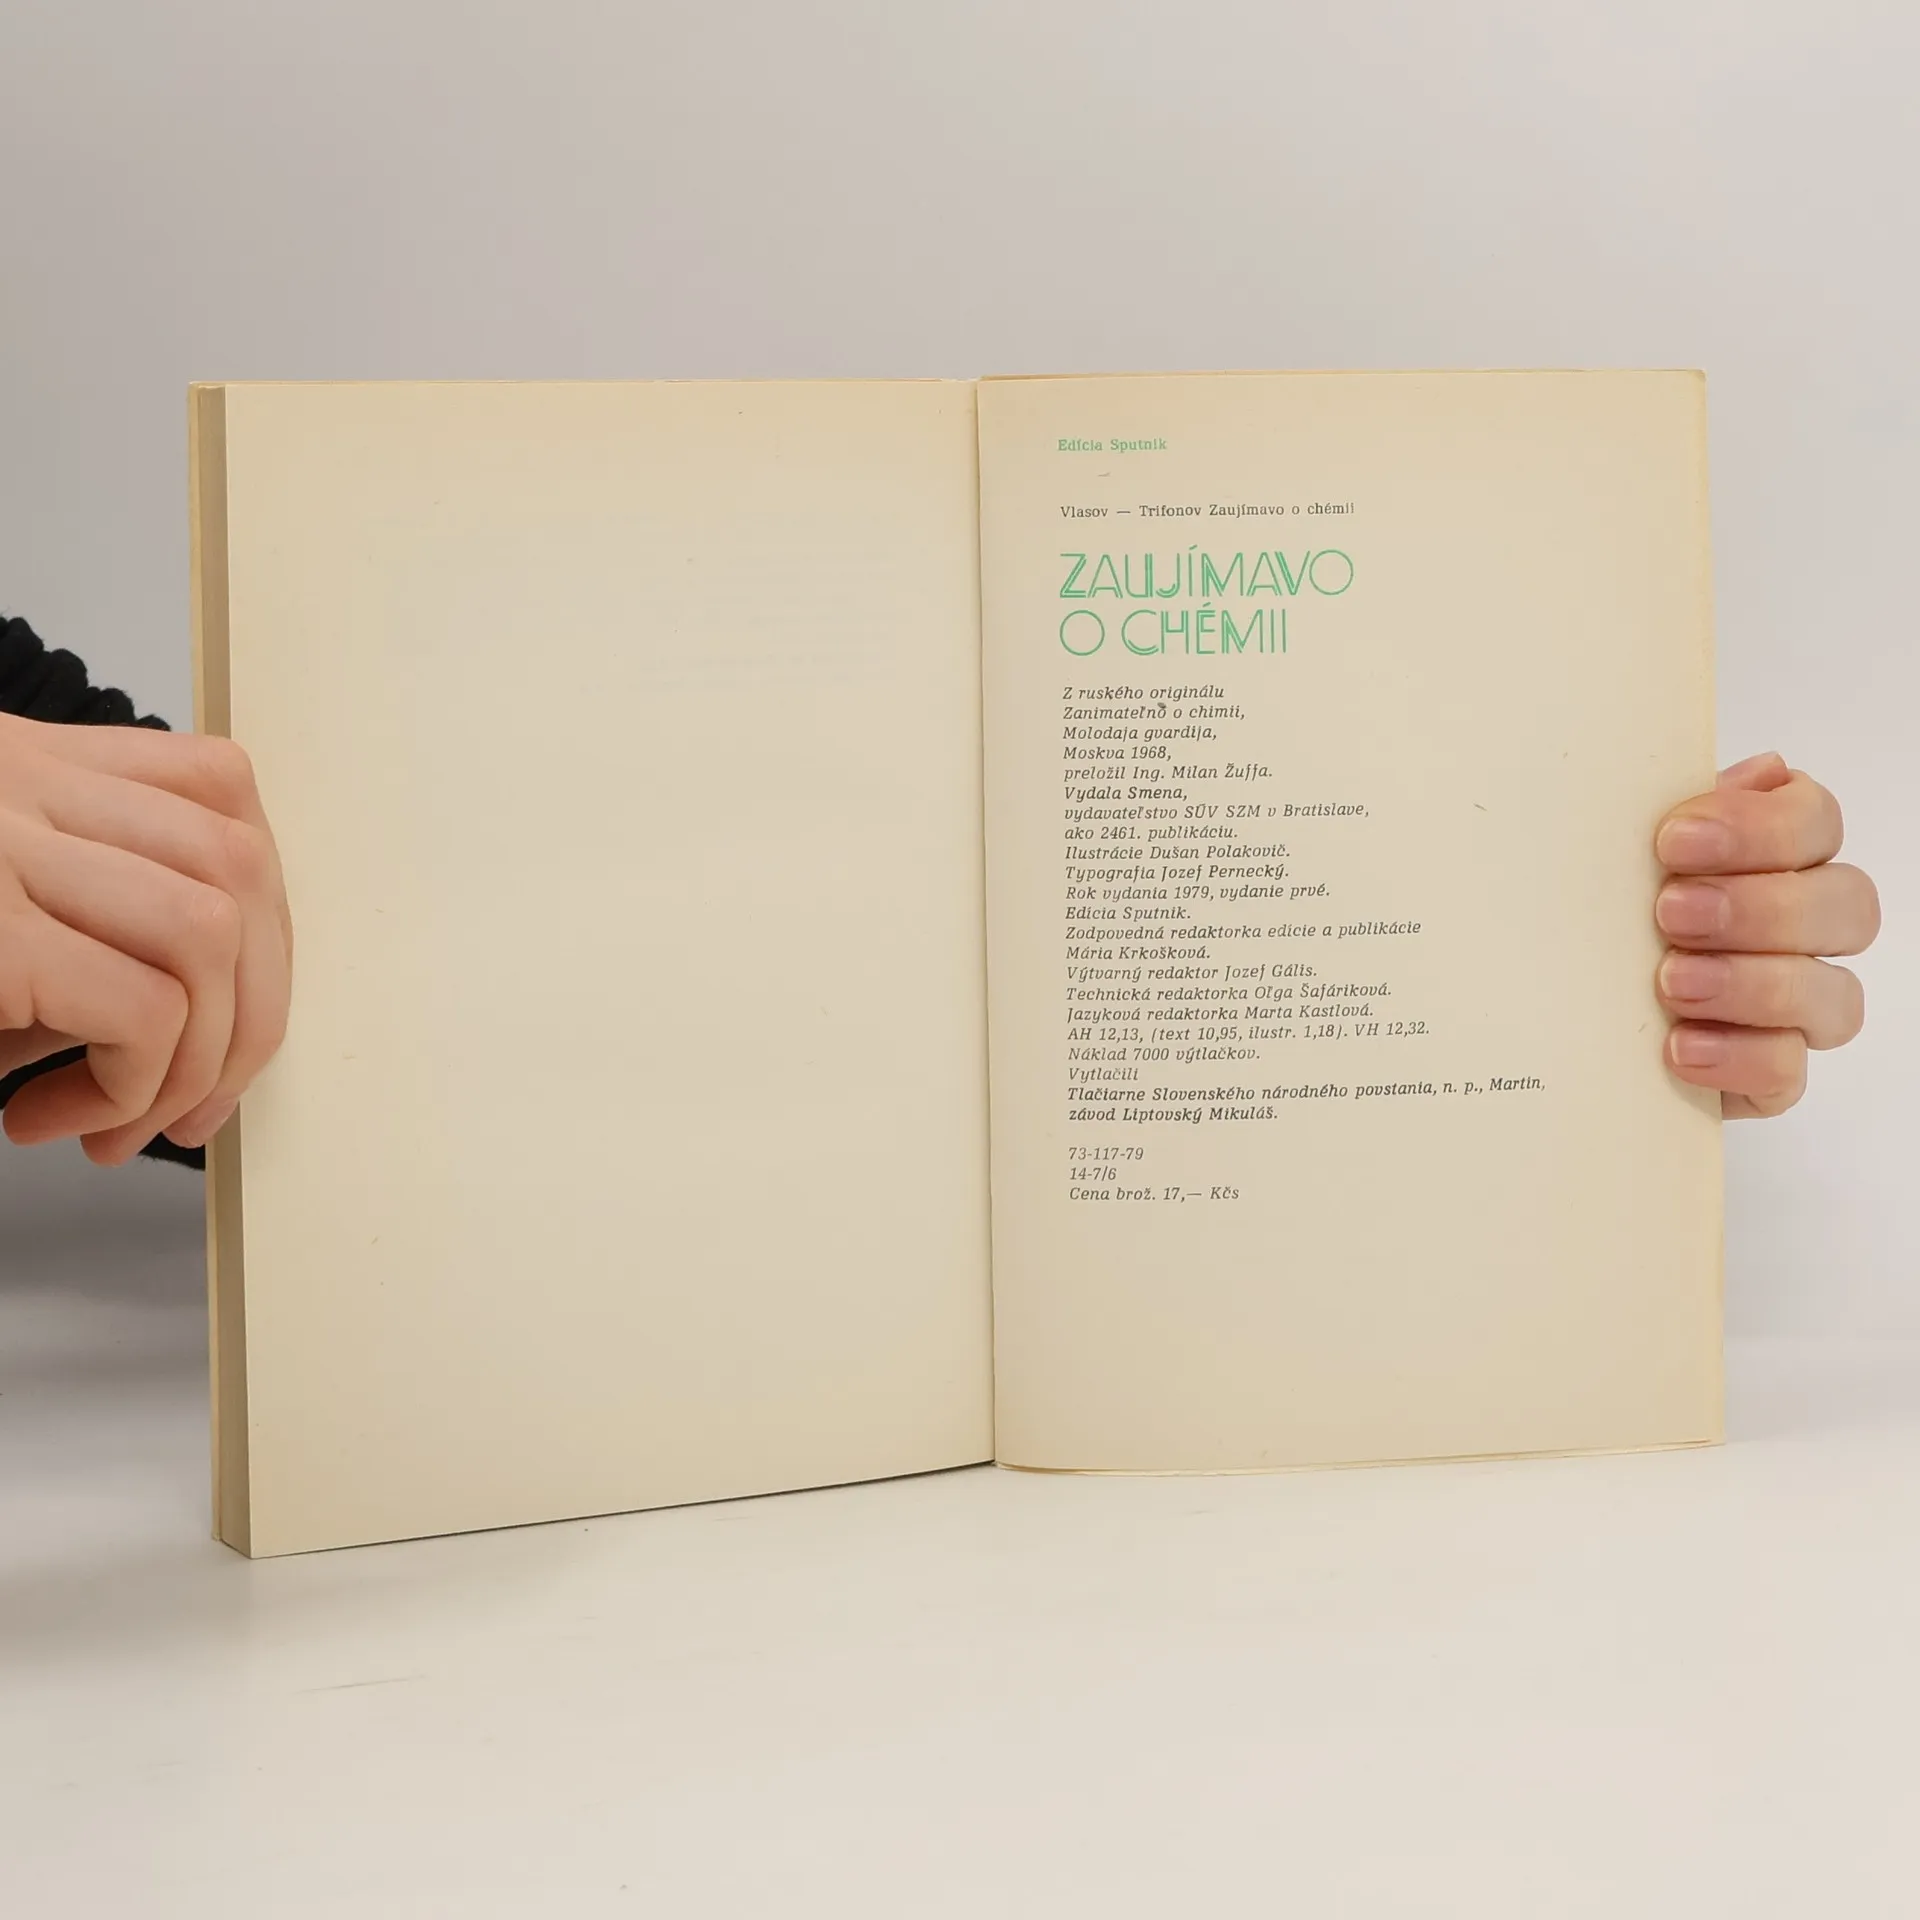 Edícia Sputnik
Vlasov — Trifonov Zaujímavo o chémii
ZAUJÍMAVO
O CHÉMII
Z ruského originálu
Zanimateľno o chimii,
Molodaja gvardija,
Moskva 1968,
preložil Ing. Milan Žuffa.
Vydala Smena,
vydavateľstvo SÚV SZM v Bratislave,
ako 2461. publikáciu.
Ilustrácie Dušan Polakovič.
Typografia Jozef Pernecký.
Rok vydania 1979, vydanie prvé.
Edícia Sputnik.
Zodpovedná redaktorka edície a publikácie
Mária Krkošková.
Výtvarný redaktor Jozef Gális.
Technická redaktorka Oľga Šafáriková.
Jazyková redaktorka Marta Kastlová.
AH 12,13, (text 10,95, ilustr. 1,18). VH 12,32.
Náklad 7000 výtlačkov.
Vytlačili
Tlačiarne Slovenského národného povstania, n. p., Martin,
závod Liptovský Mikuláš.
73-117-79
14-7/6
Cena brož. 17,— Kčs